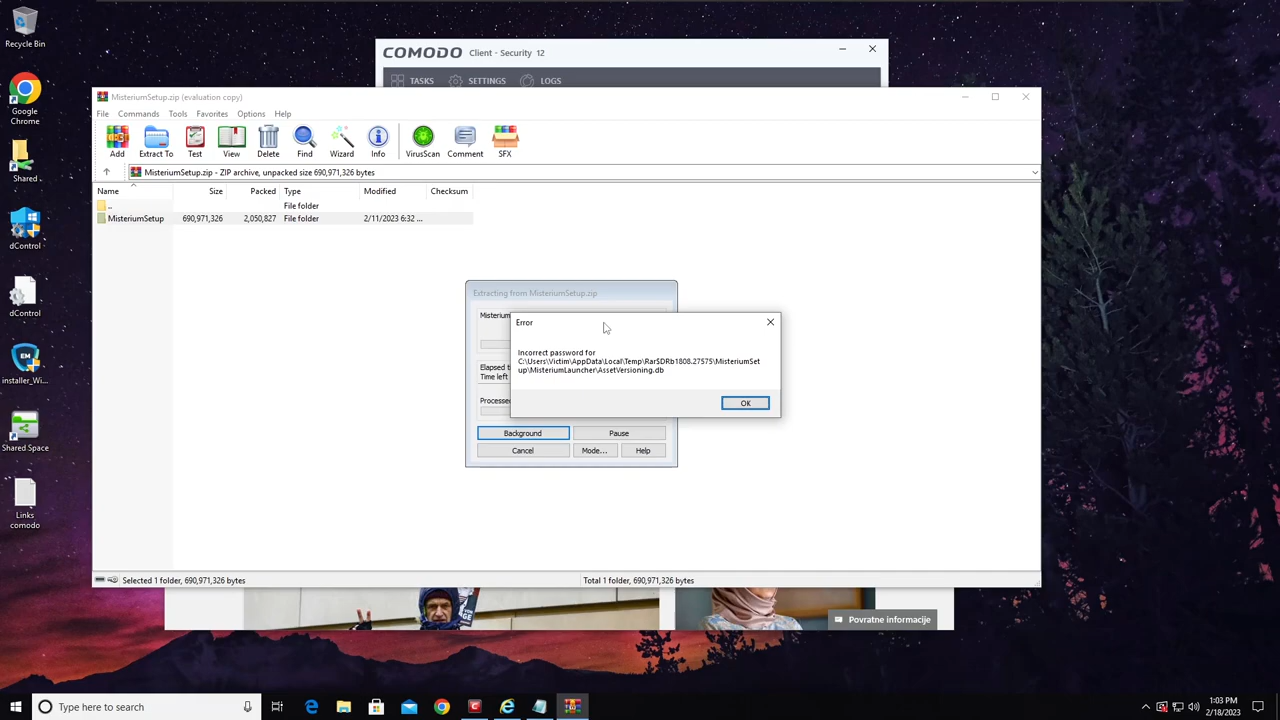 Recycle Bin
Google
Chrome
Shared
dControl
dControl
installer_Wi...
Shared Space
Links
comodo
COMODO Client - Security 12
TASKS SETTINGS LOGS
MisteriumSetup.zip (evaluation copy)
File Commands Tools Favorites Options Help
Add Extract To Test View Delete Find Wizard Info VirusScan Comment SFX
MisteriumSetup.zip - ZIP archive, unpacked size 690,971,326 bytes
Name Size Packed Type Modified Checksum
.. File folder
MisteriumSetup 690,971,326 2,050,827 File folder 2/11/2023 6:32 ...
Extracting from MisteriumSetup.zip
Misterium
Elapsed t
Time left
Processed
Background Pause
Cancel Mode... Help
Error
Incorrect password for
C:\Users\Victim\AppData\Local\Temp\Rar$DRb1808.27575\MisteriumSet
up\MisteriumLauncher\AssetVersioning.db
OK
Selected 1 folder, 690,971,326 bytes Total 1 folder, 690,971,326 bytes
Povratne informacije
Type here to search
1:03 PM
2/18/2023